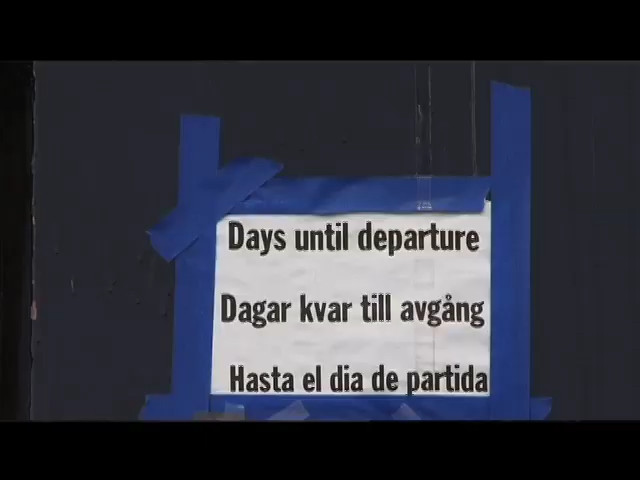 Days until departure
Dagar kvar till avgång
Hasta el dia de partida